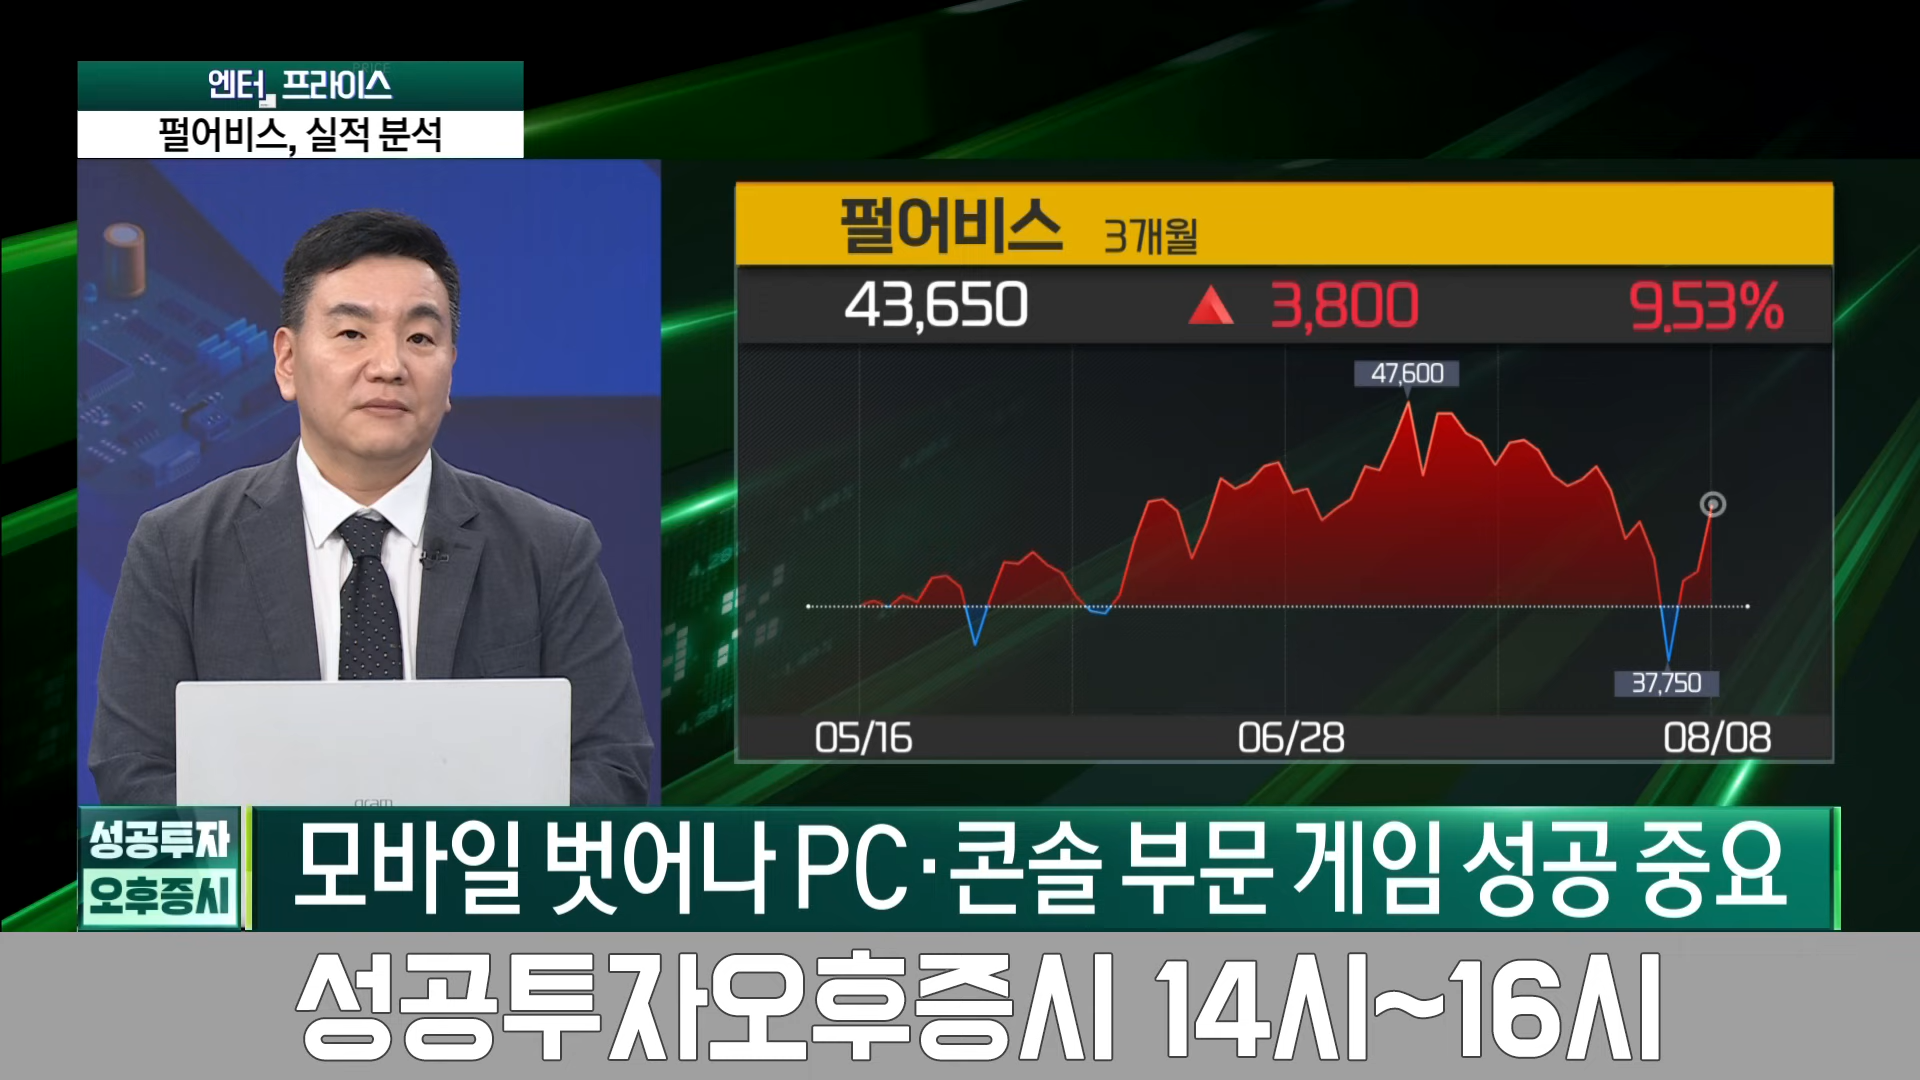 PRICE
엔터 프라이스
펄어비스, 실적 분석
펄어비스 3개월
43,650 ▲ 3,800 9.53%
47,600
37,750
05/16 06/28 08/08
gram
성공투자
오후증시
모바일 벗어나 PC·콘솔 부문 게임 성공 중요
성공투자오후증시 14시~16시